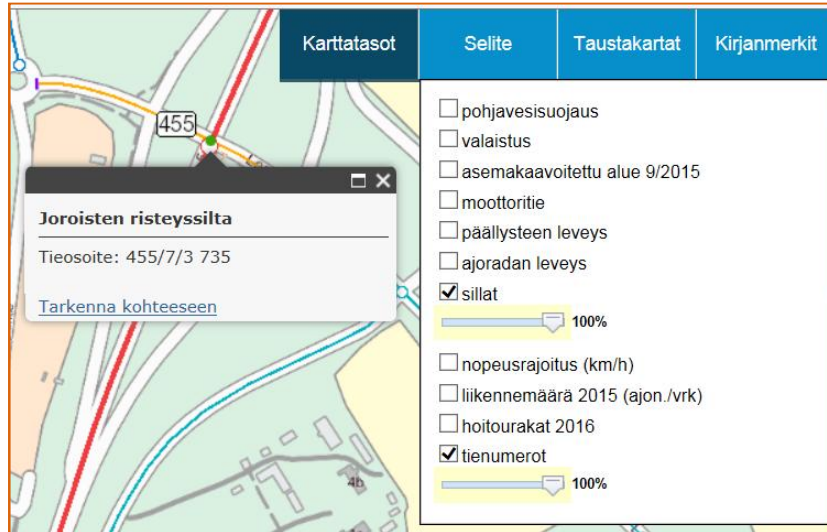 Karttatasot
Selite
Taustakartat
Kirjanmerkit
455
Joroisten risteyssilta
Tieosoite: 455/7/3 735
Tarkenna kohteeseen
pohjavesisuojaus
valaistus
asemakaavoitettu alue 9/2015
moottoritie
päällysteen leveys
ajoradan leveys
sillat
100%
nopeusrajoitus (km/h)
liikennemäärä 2015 (ajon./vrk)
hoitourakat 2016
tienumerot
100%